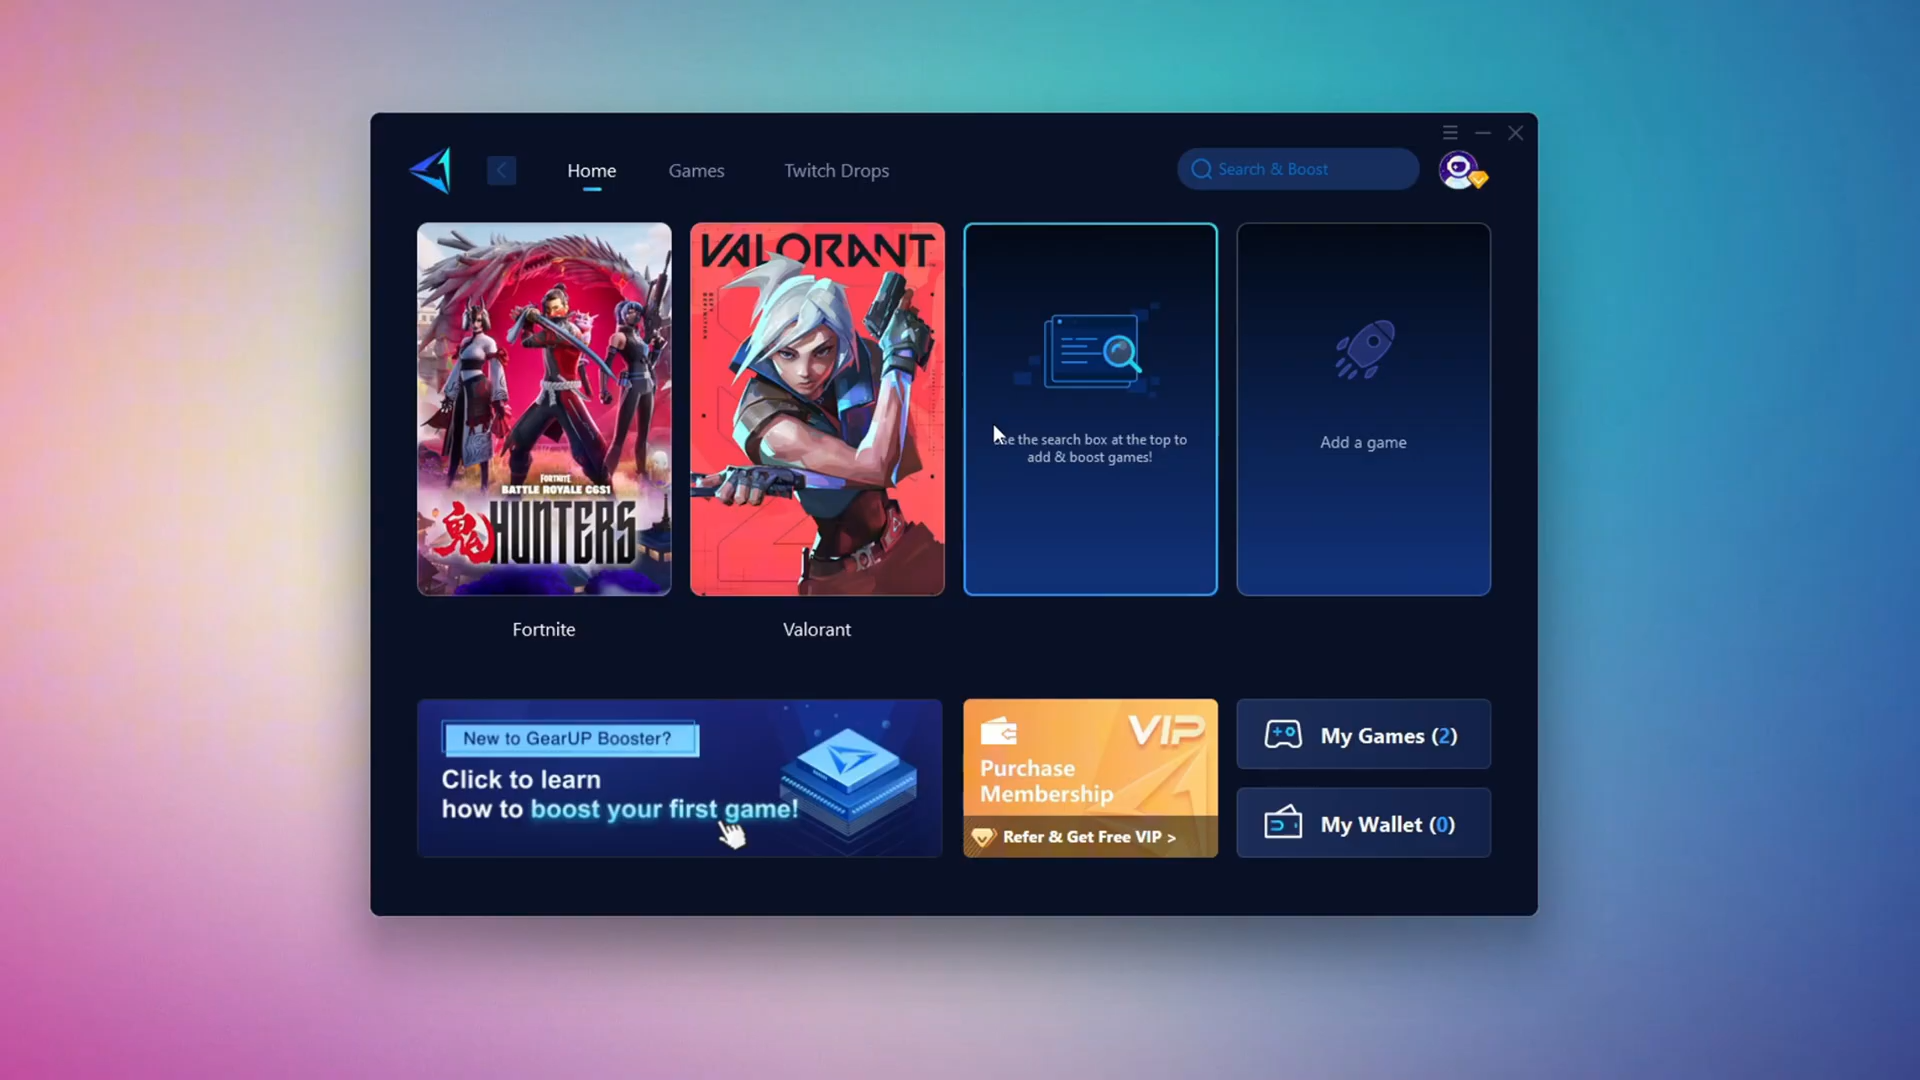 Home
Games
Twitch Drops
Search & Boost
FORTNITE
BATTLE ROYALE C6S1
鬼 HUNTERS
VALORANT
the search box at the top to
add & boost games!
Add a game
Fortnite
Valorant
New to GearUP Booster?
Click to learn
how to boost your first game!
VIP
Purchase
Membership
Refer & Get Free VIP >
My Games (2)
My Wallet (0)